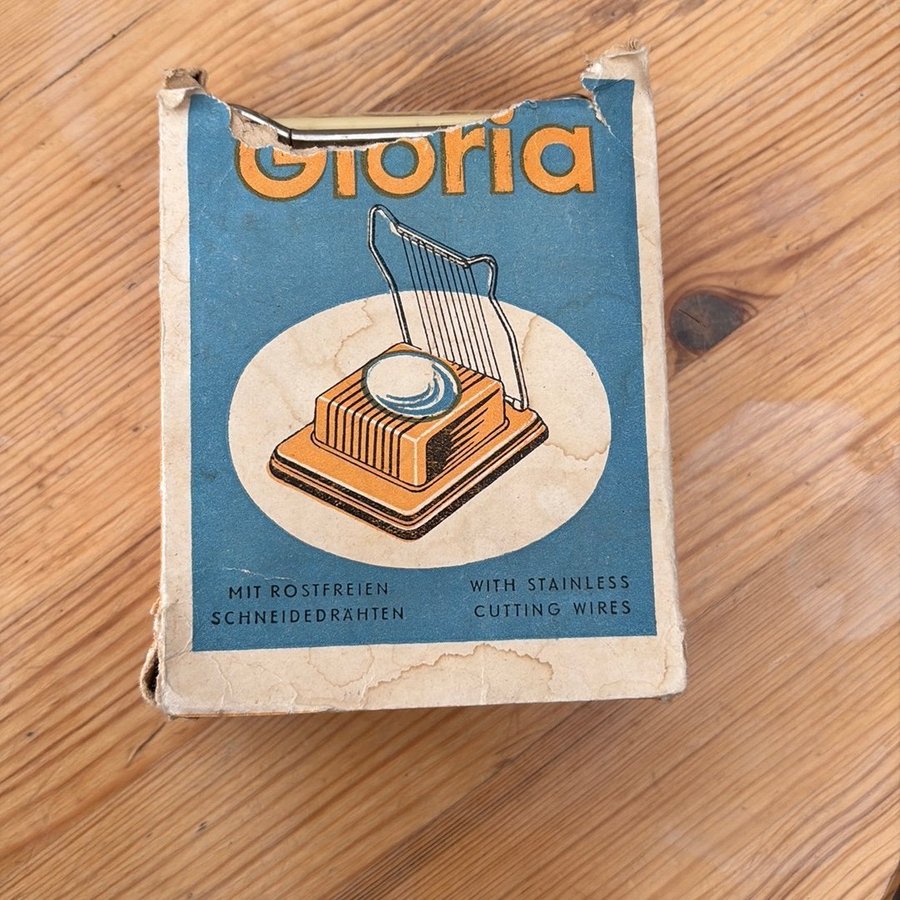 Gloria
MIT ROSTFREIEN
SCHNEIDEDRÄHTEN
WITH STAINLESS
CUTTING WIRES